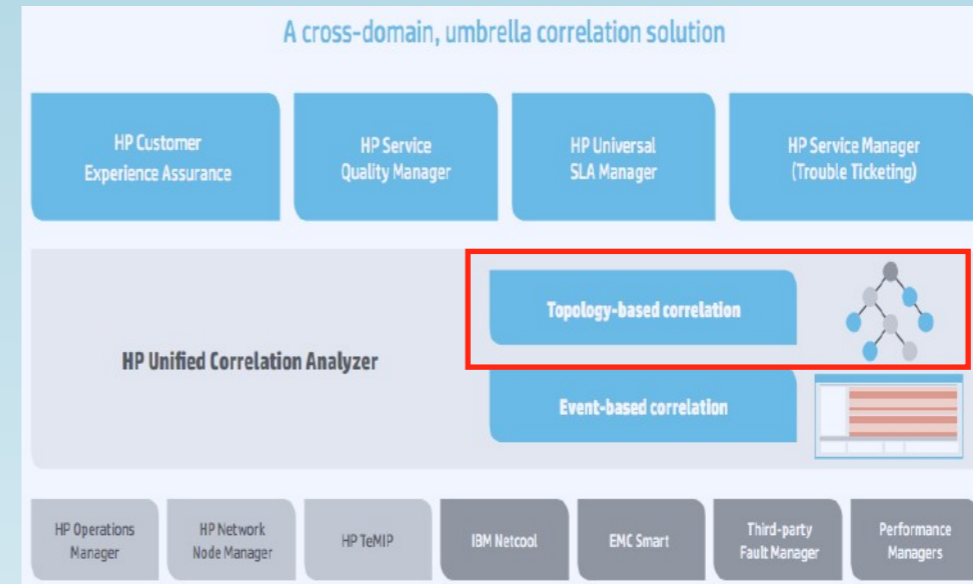 A cross-domain, umbrella correlation solution
HP Customer
Experience Assurance
HP Service
Quality Manager
HP Universal
SLA Manager
HP Service Manager
(Trouble Ticketing)
HP Unified Correlation Analyzer
Topology-based correlation
Event-based correlation
HP Operations
Manager
HP Network
Node Manager
HP TeMIP
IBM Netcool
EMC Smart
Third-party
Fault Manager
Performance
Managers